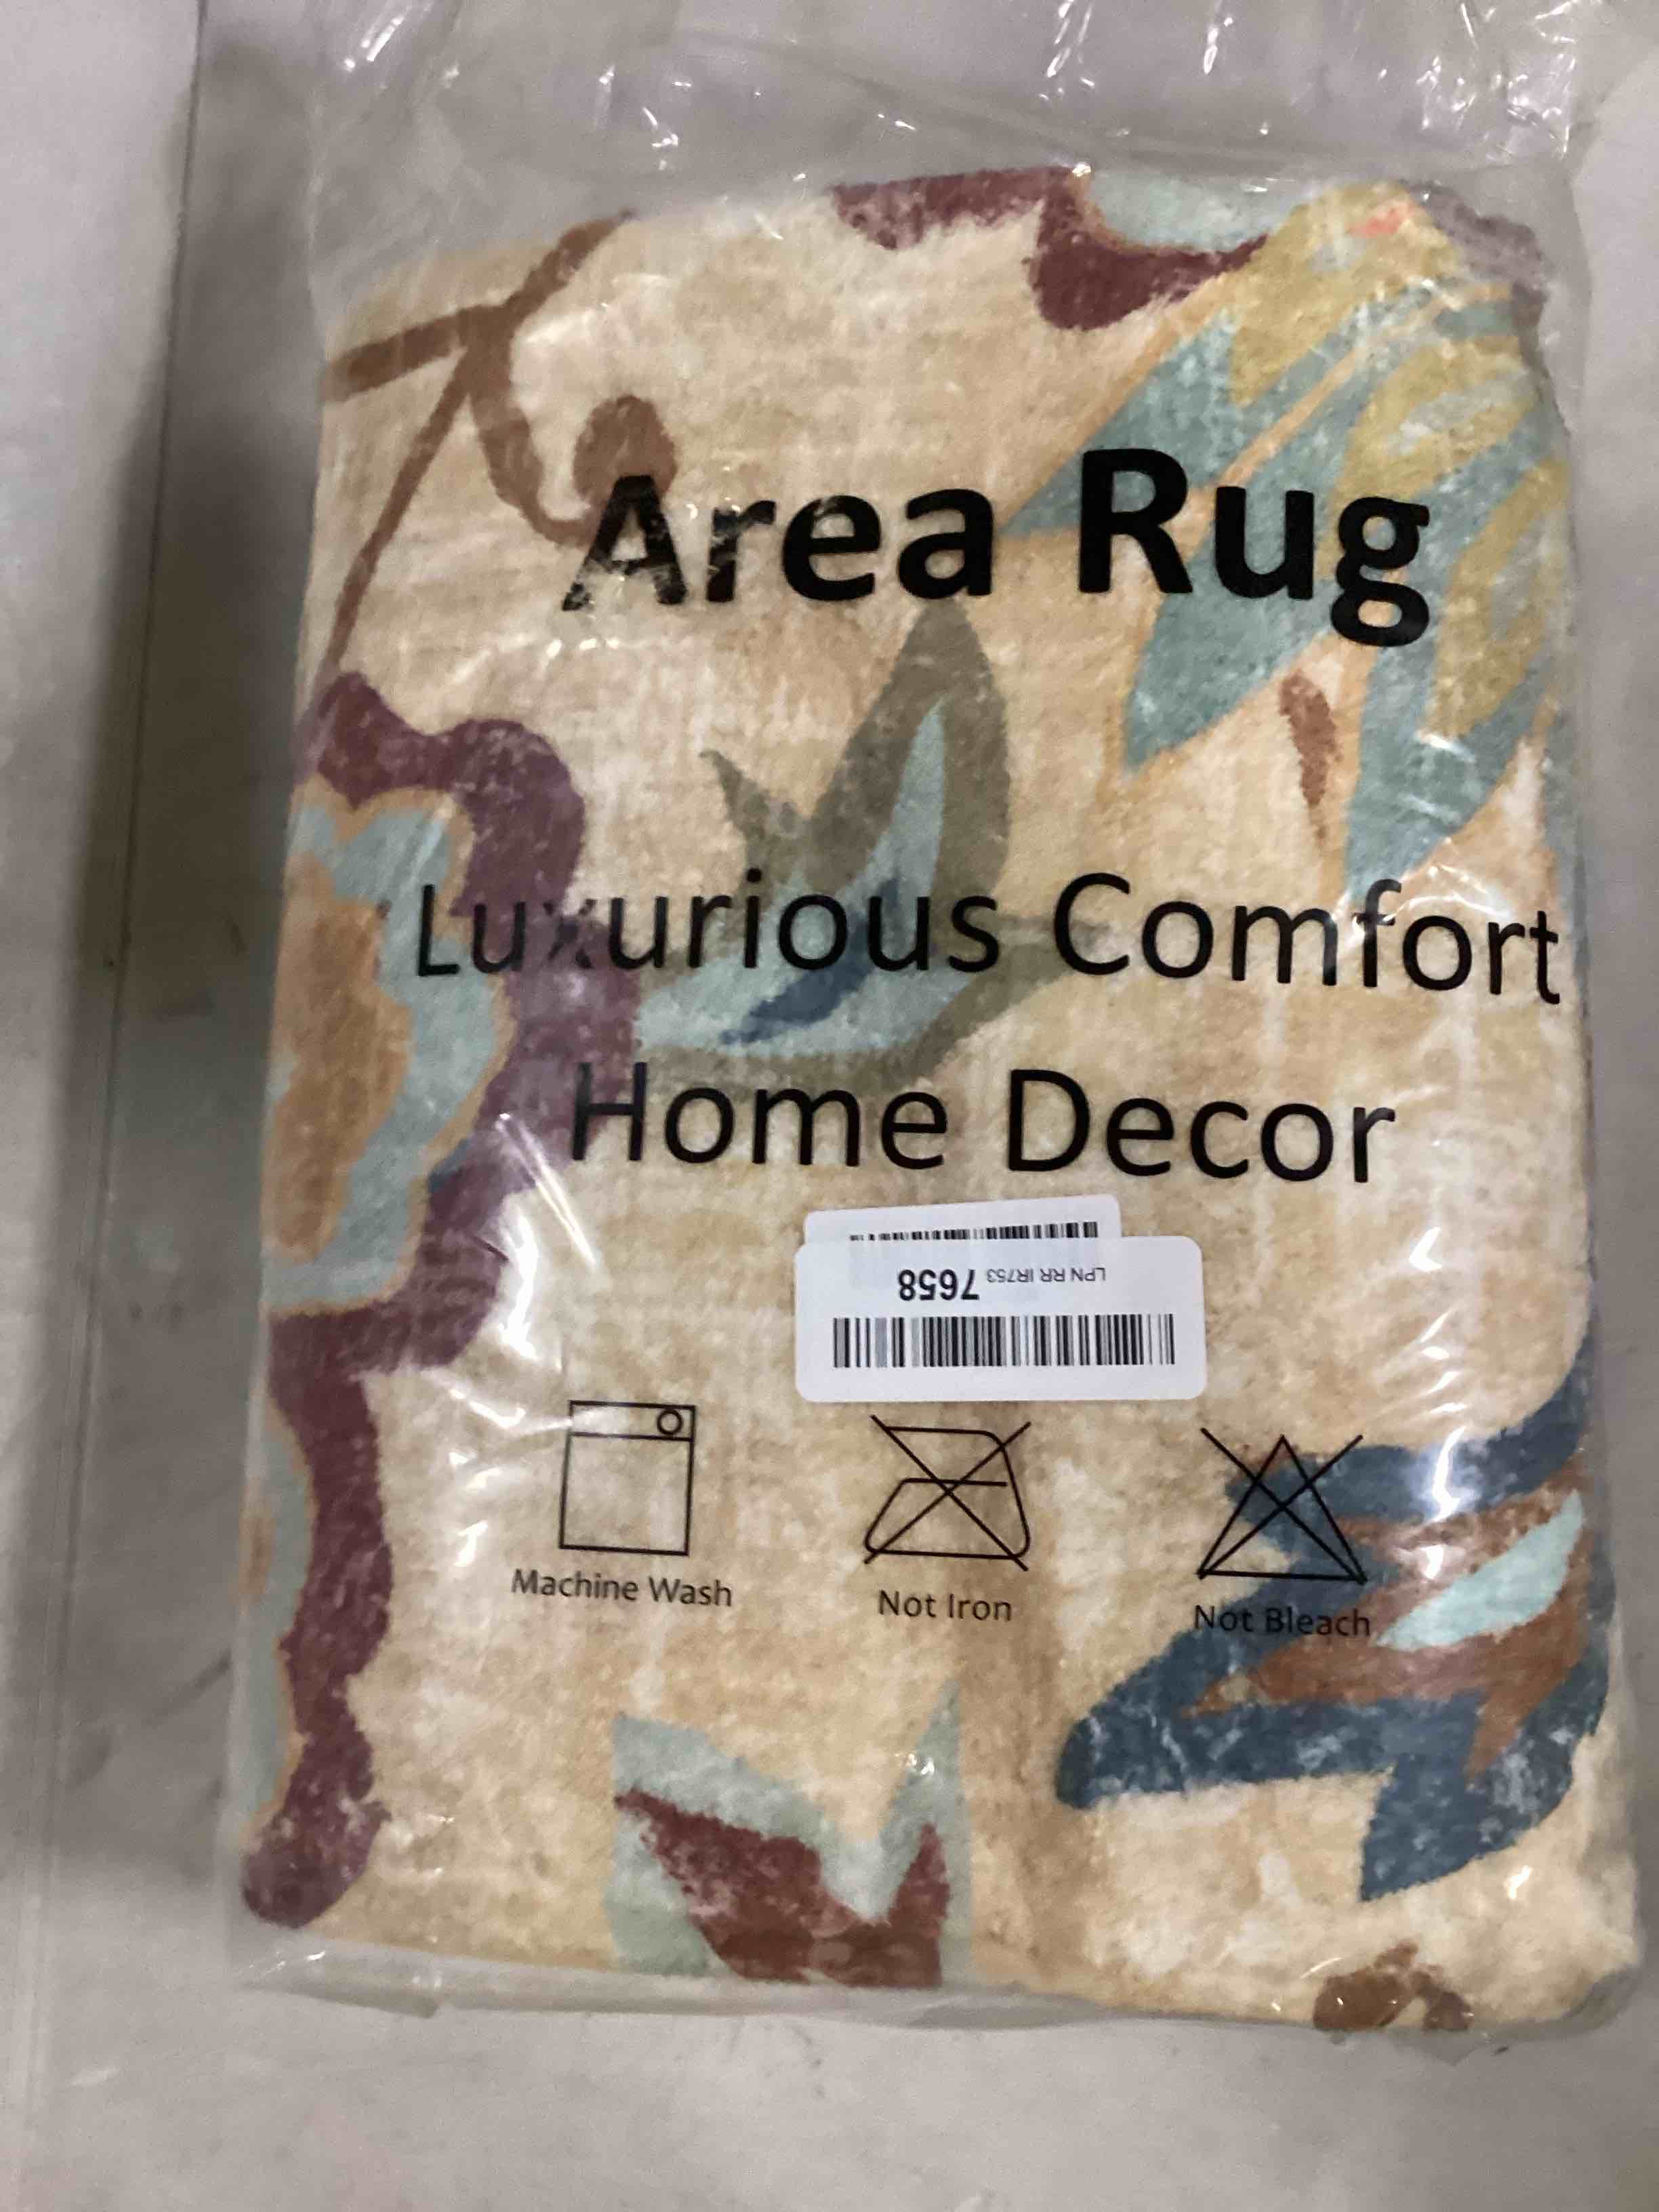 Area Rug
Luxurious Comfort
Home Decor
LPN RR IR753 7658
Machine Wash
Not Iron
Not Bleach